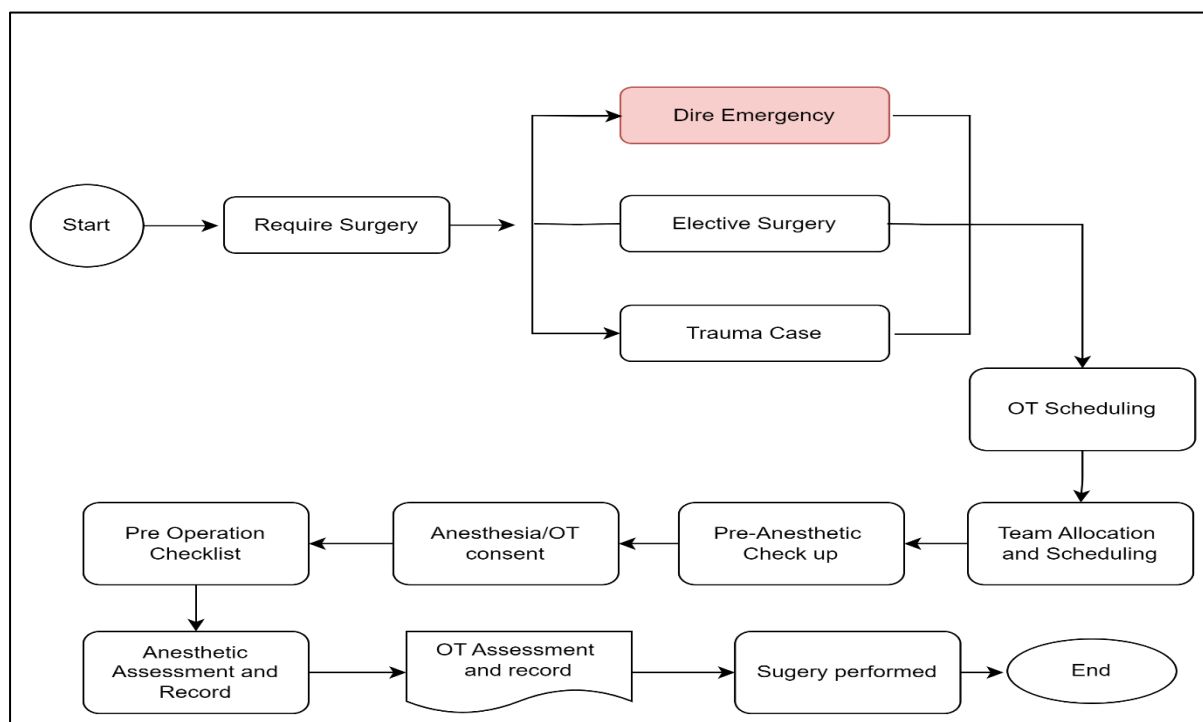 Dire Emergency
Start
Require Surgery
Elective Surgery
Trauma Case
OT Scheduling
Team Allocation
and Scheduling
Pre-Anesthetic
Check up
Anesthesia/OT
consent
Pre Operation
Checklist
Anesthetic
Assessment and
Record
OT Assessment
and record
Sugery performed
End